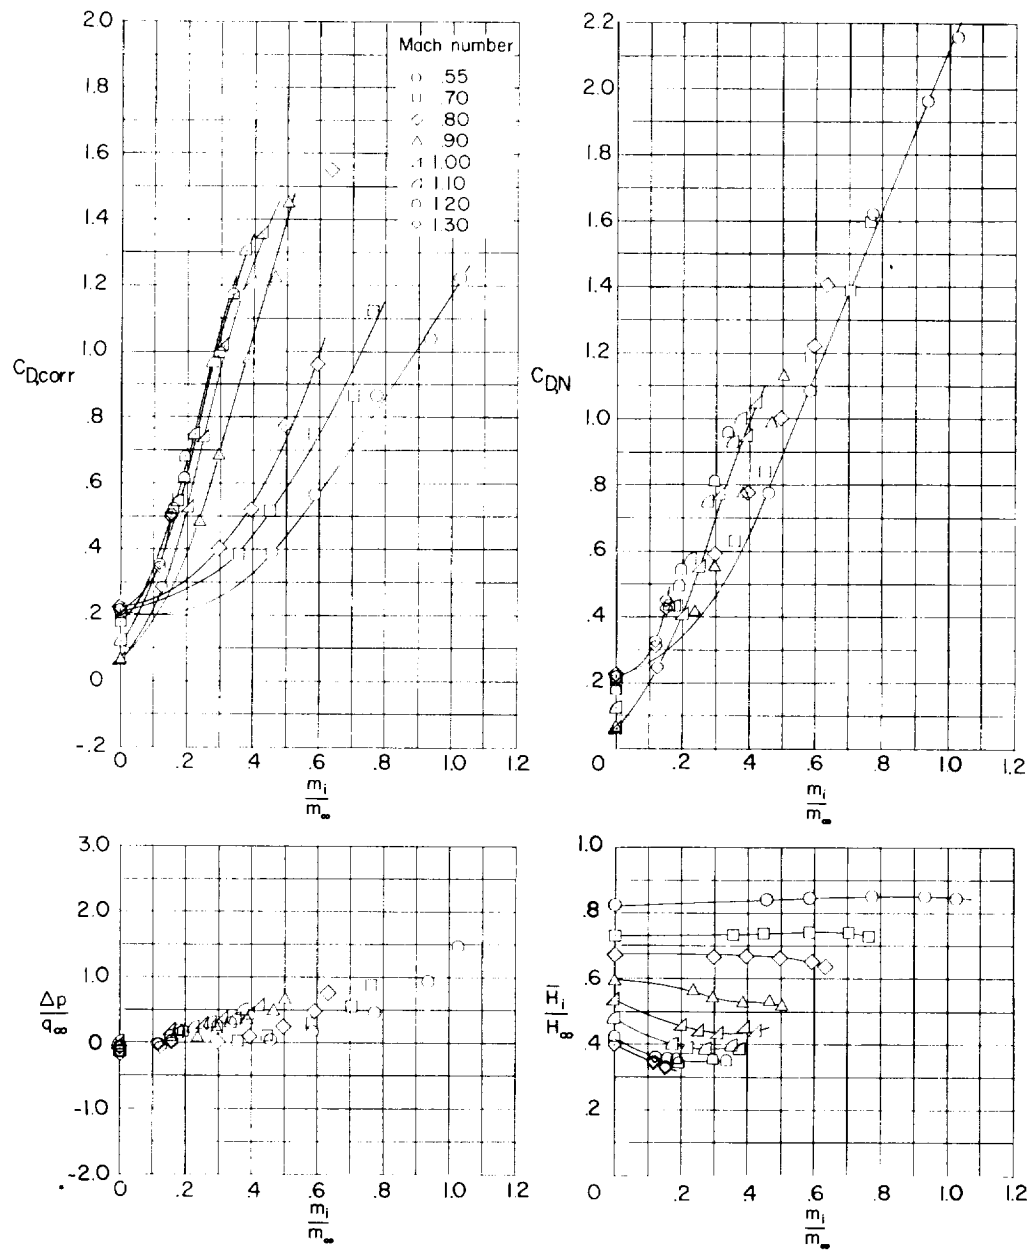 2.0
1.8
1.6
1.4
1.2
1.0
.8
.6
.4
.2
0
-.2
C_D,corr
0 .2 .4 .6 .8 1.0 1.2
m_i
m_∞
Mach number
.55
.70
.80
.90
1.00
1.10
1.20
1.30
2.2
2.0
1.8
1.6
1.4
1.2
1.0
.8
.6
.4
.2
C_D,N
0 .2 .4 .6 .8 1.0 1.2
m_i
m_∞
3.0
2.0
1.0
0
-1.0
-2.0
Δp
q_∞
0 .2 .4 .6 .8 1.0 1.2
m_i
m_∞
1.0
.8
.6
.4
.2
H̅_i
H_∞
0 .2 .4 .6 .8 1.0 1.2
m_i
m_∞